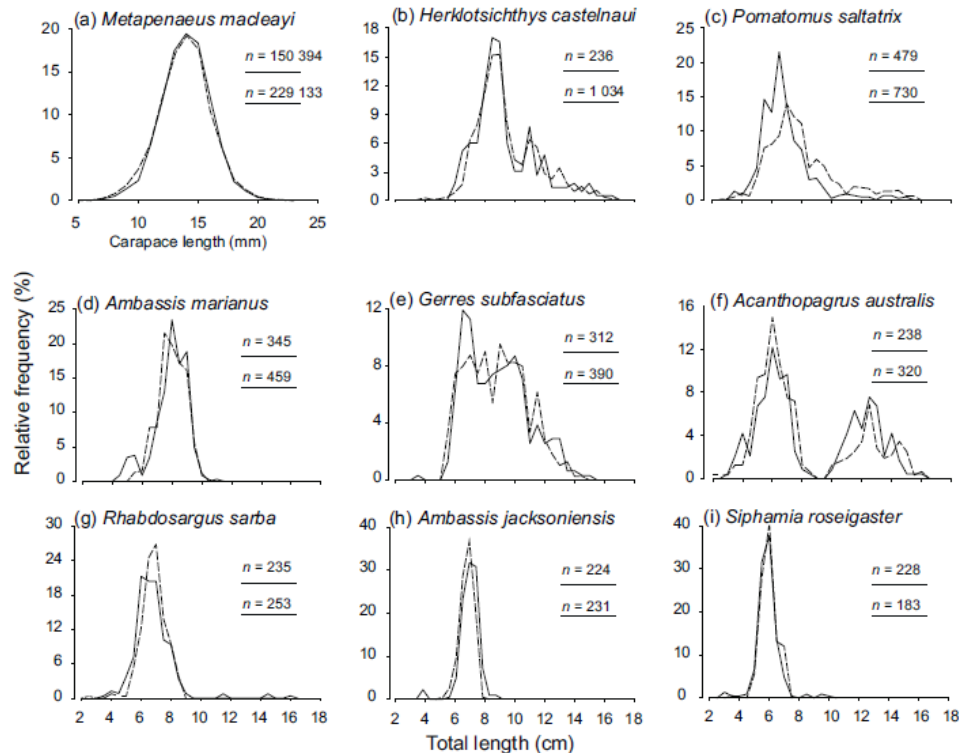 (a) Metapenaeus macleayi
20
15
10
5
0
n = 150 394
n = 229 133
5 10 15 20 25
Carapace length (mm)
(b) Herklotsichthys castelnaui
18
15
12
9
6
3
0
n = 236
n = 1 034
(c) Pomatomus saltatrix
25
20
15
10
5
0
n = 479
n = 730
Relative frequency (%)
(d) Ambassis marianus
25
20
15
10
5
0
n = 345
n = 459
(e) Gerres subfasciatus
12
8
4
0
n = 312
n = 390
(f) Acanthopagrus australis
16
12
8
4
0
n = 238
n = 320
(g) Rhabdosargus sarba
30
24
18
12
6
0
n = 235
n = 253
2 4 6 8 10 12 14 16 18
(h) Ambassis jacksoniensis
40
30
20
10
0
n = 224
n = 231
2 4 6 8 10 12 14 16 18
(i) Siphamia roseigaster
40
30
20
10
0
n = 228
n = 183
2 4 6 8 10 12 14 16 18
Total length (cm)